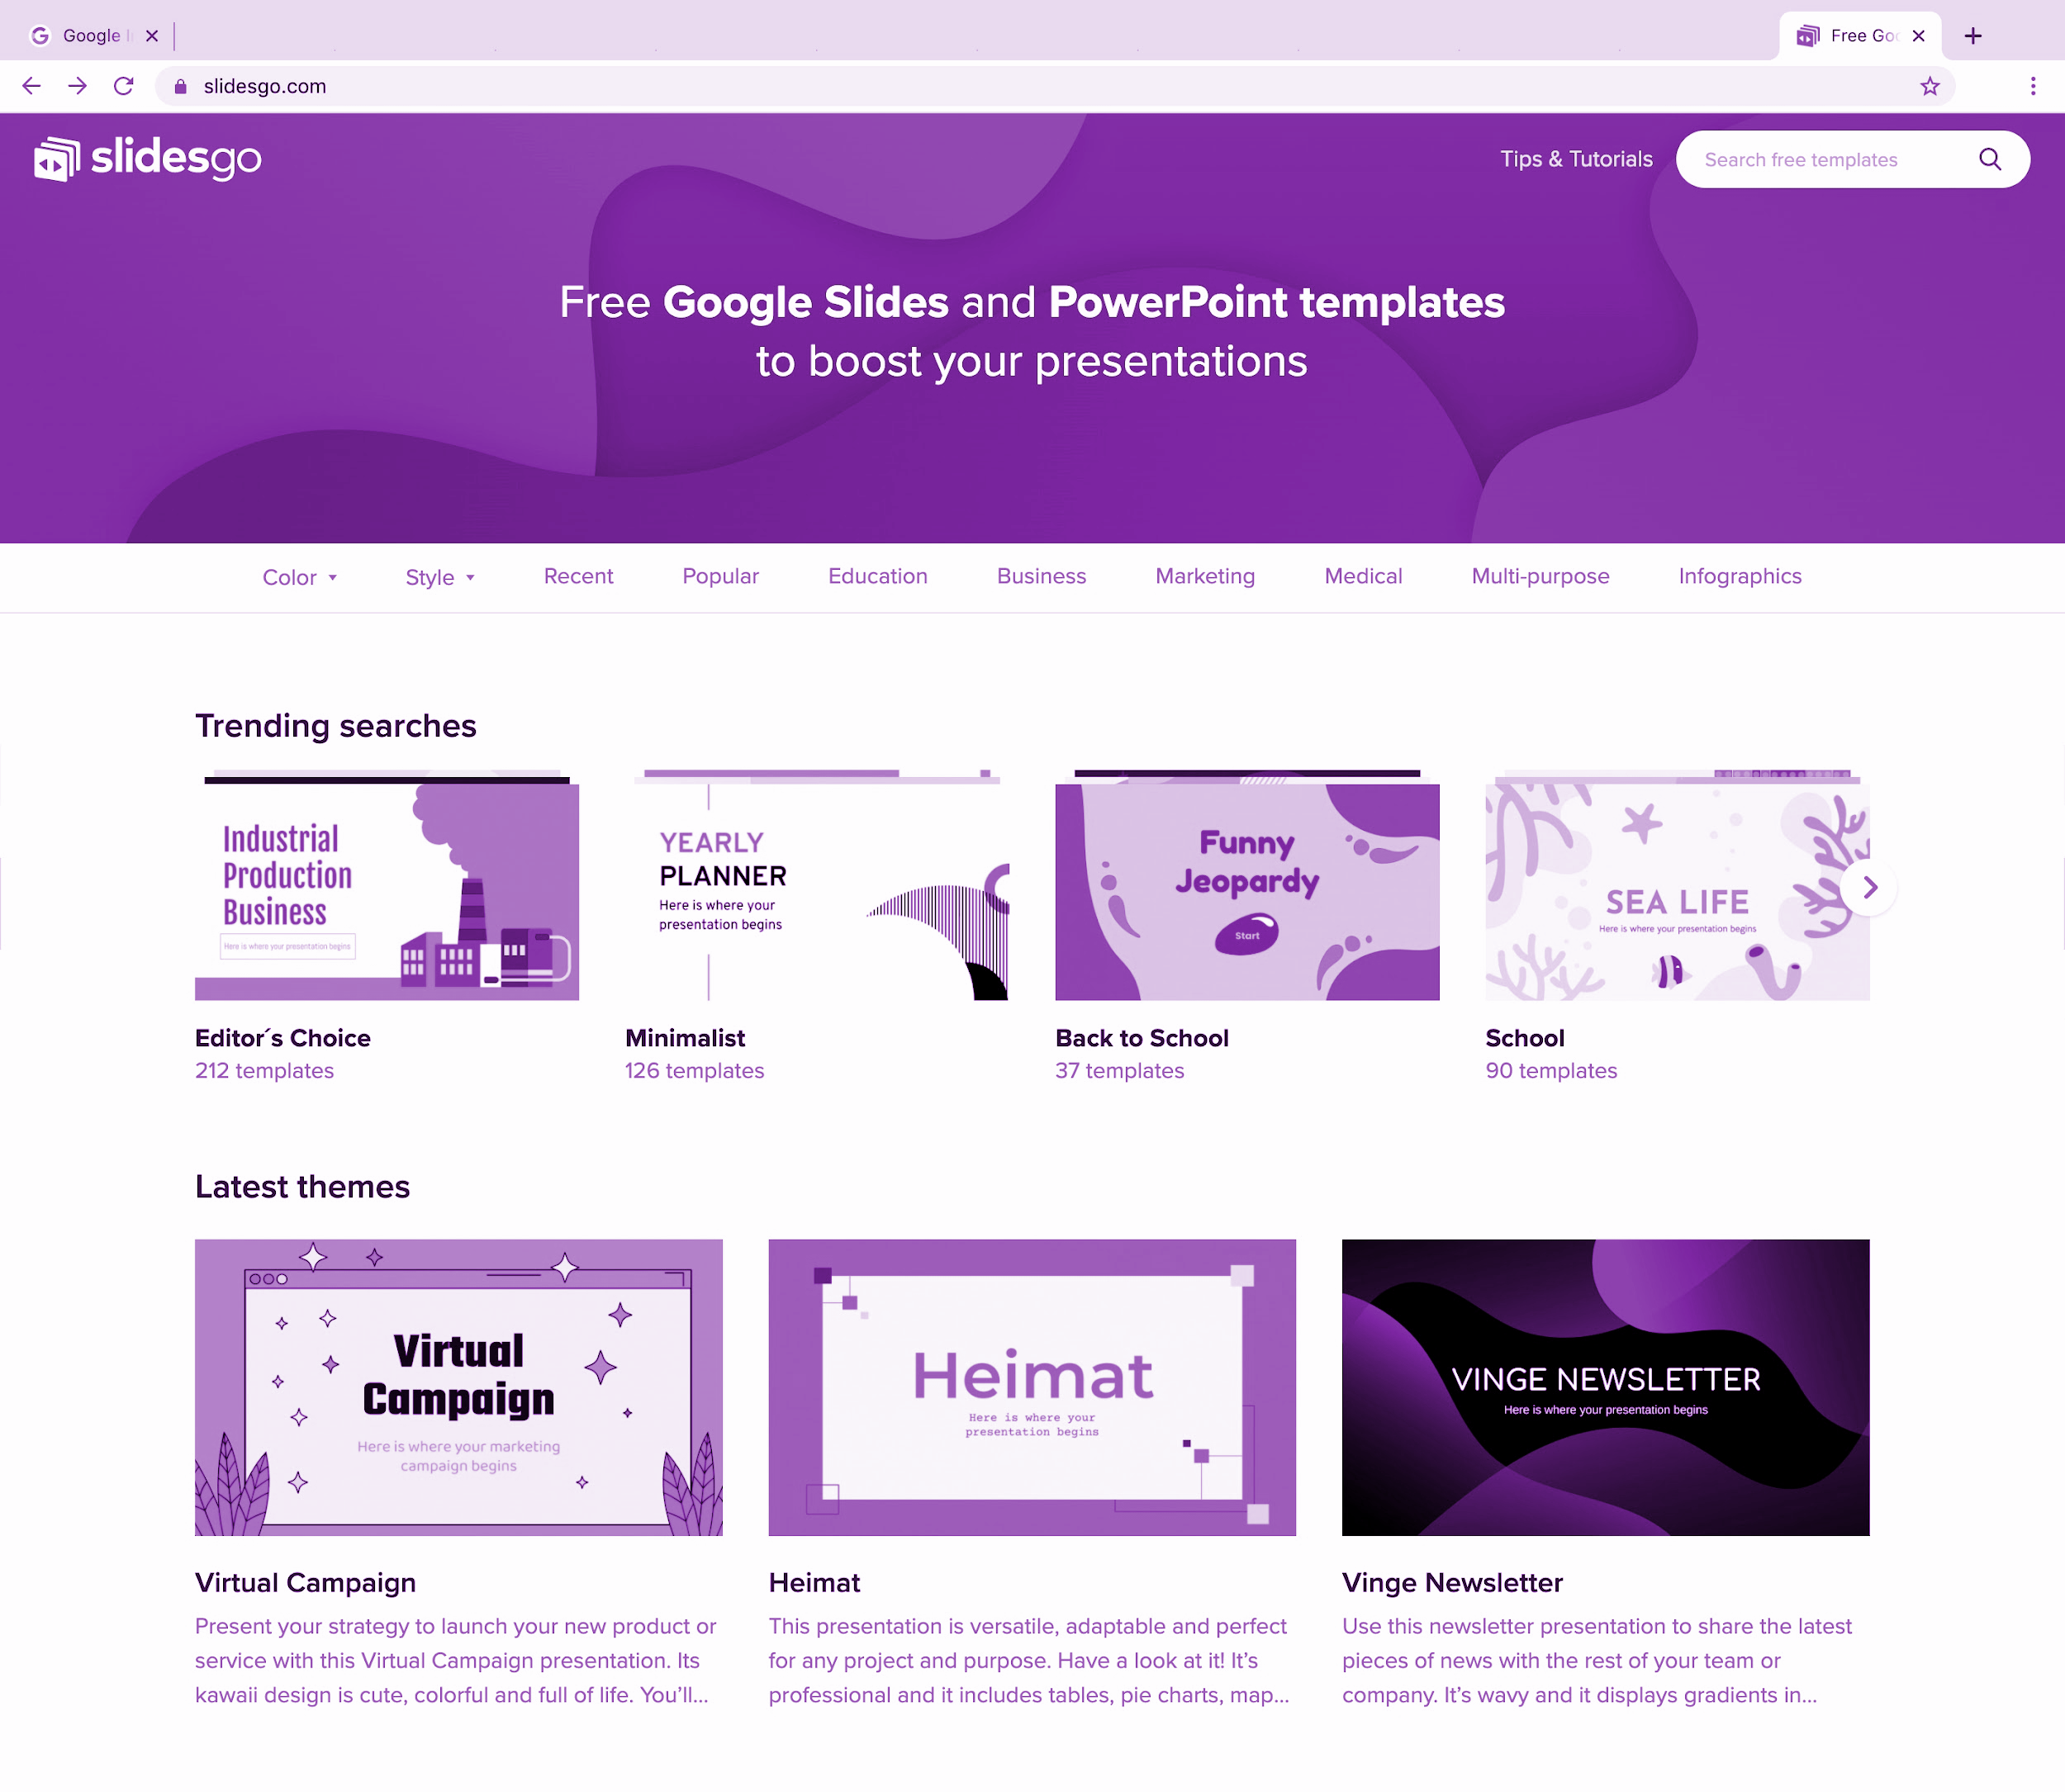 Google I
Free Goo
slidesgo.com
slidesgo
Tips & Tutorials
Search free templates
Free Google Slides and PowerPoint templates
to boost your presentations
Color
Style
Recent
Popular
Education
Business
Marketing
Medical
Multi-purpose
Infographics
Trending searches
Industrial
Production
Business
Here is where your presentation begins
Editor´s Choice
212 templates
YEARLY
PLANNER
Here is where your
presentation begins
Minimalist
126 templates
Funny
Jeopardy
Start
Back to School
37 templates
SEA LIFE
Here is where your presentation begins
School
90 templates
Latest themes
Virtual
Campaign
Here is where your marketing
campaign begins
Virtual Campaign
Present your strategy to launch your new product or
service with this Virtual Campaign presentation. Its
kawaii design is cute, colorful and full of life. You’ll...
Heimat
Here is where your
presentation begins
Heimat
This presentation is versatile, adaptable and perfect
for any project and purpose. Have a look at it! It’s
professional and it includes tables, pie charts, map...
VINGE NEWSLETTER
Here is where your presentation begins
Vinge Newsletter
Use this newsletter presentation to share the latest
pieces of news with the rest of your team or
company. It’s wavy and it displays gradients in...